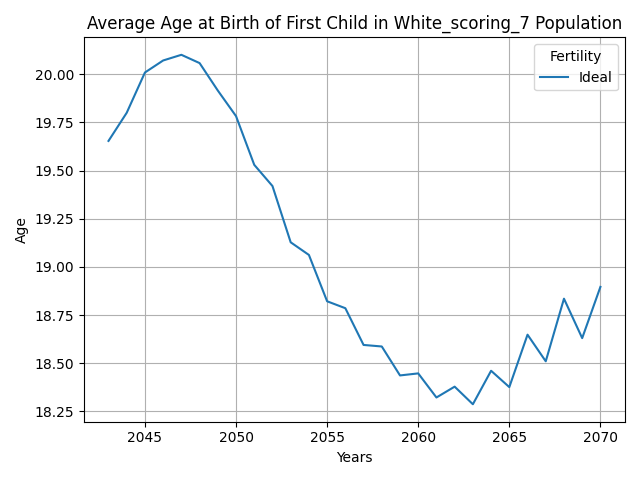 Average Age at Birth of First Child in White_scoring_7 Population
Fertility
Ideal
Age
20.00
19.75
19.50
19.25
19.00
18.75
18.50
18.25
2045 2050 2055 2060 2065 2070
Years